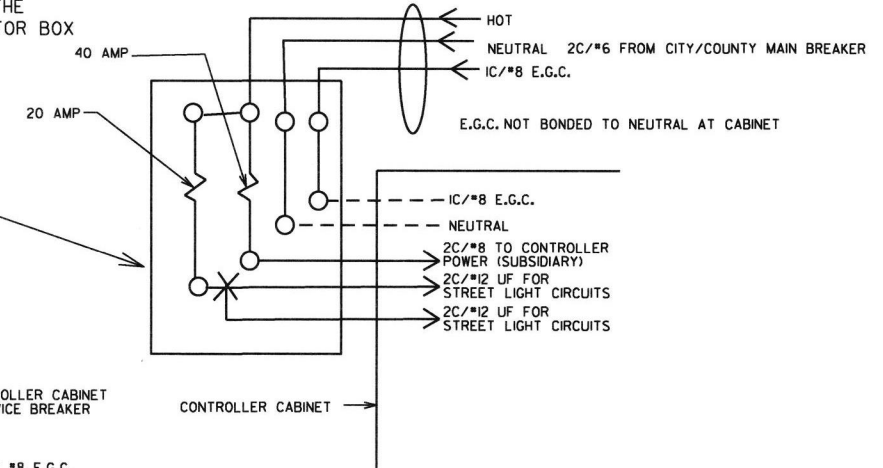 THE
TOR BOX
HOT
40 AMP
NEUTRAL 2C/#6 FROM CITY/COUNTY MAIN BREAKER
1C/#8 E.G.C.
20 AMP
E.G.C. NOT BONDED TO NEUTRAL AT CABINET
1C/#8 E.G.C.
NEUTRAL
2C/#8 TO CONTROLLER
POWER (SUBSIDIARY)
2C/#12 UF FOR
STREET LIGHT CIRCUITS
2C/#12 UF FOR
STREET LIGHT CIRCUITS
OLLER CABINET
ICE BREAKER
CONTROLLER CABINET
#8 E.G.C.